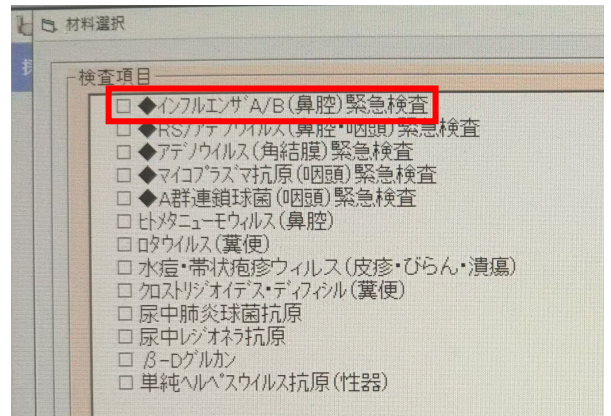 材料選択
検査項目
□ ◆インフルエンザA/B(鼻腔)緊急検査
□ ◆RS/アデノウイルス(鼻腔・咽頭)緊急検査
□ ◆アデノウイルス(角結膜)緊急検査
□ ◆マイコプラズマ抗原(咽頭)緊急検査
□ ◆A群連鎖球菌(咽頭)緊急検査
□ ヒトメタニューモウィルス(鼻腔)
□ ロタウイルス(糞便)
□ 水痘・帯状疱疹ウィルス(皮疹・びらん・潰瘍)
□ クロストリジオイデス・ディフィシル(糞便)
□ 尿中肺炎球菌抗原
□ 尿中レジオネラ抗原
□ β-Dグルカン
□ 単純ヘルペスウイルス抗原(性器)